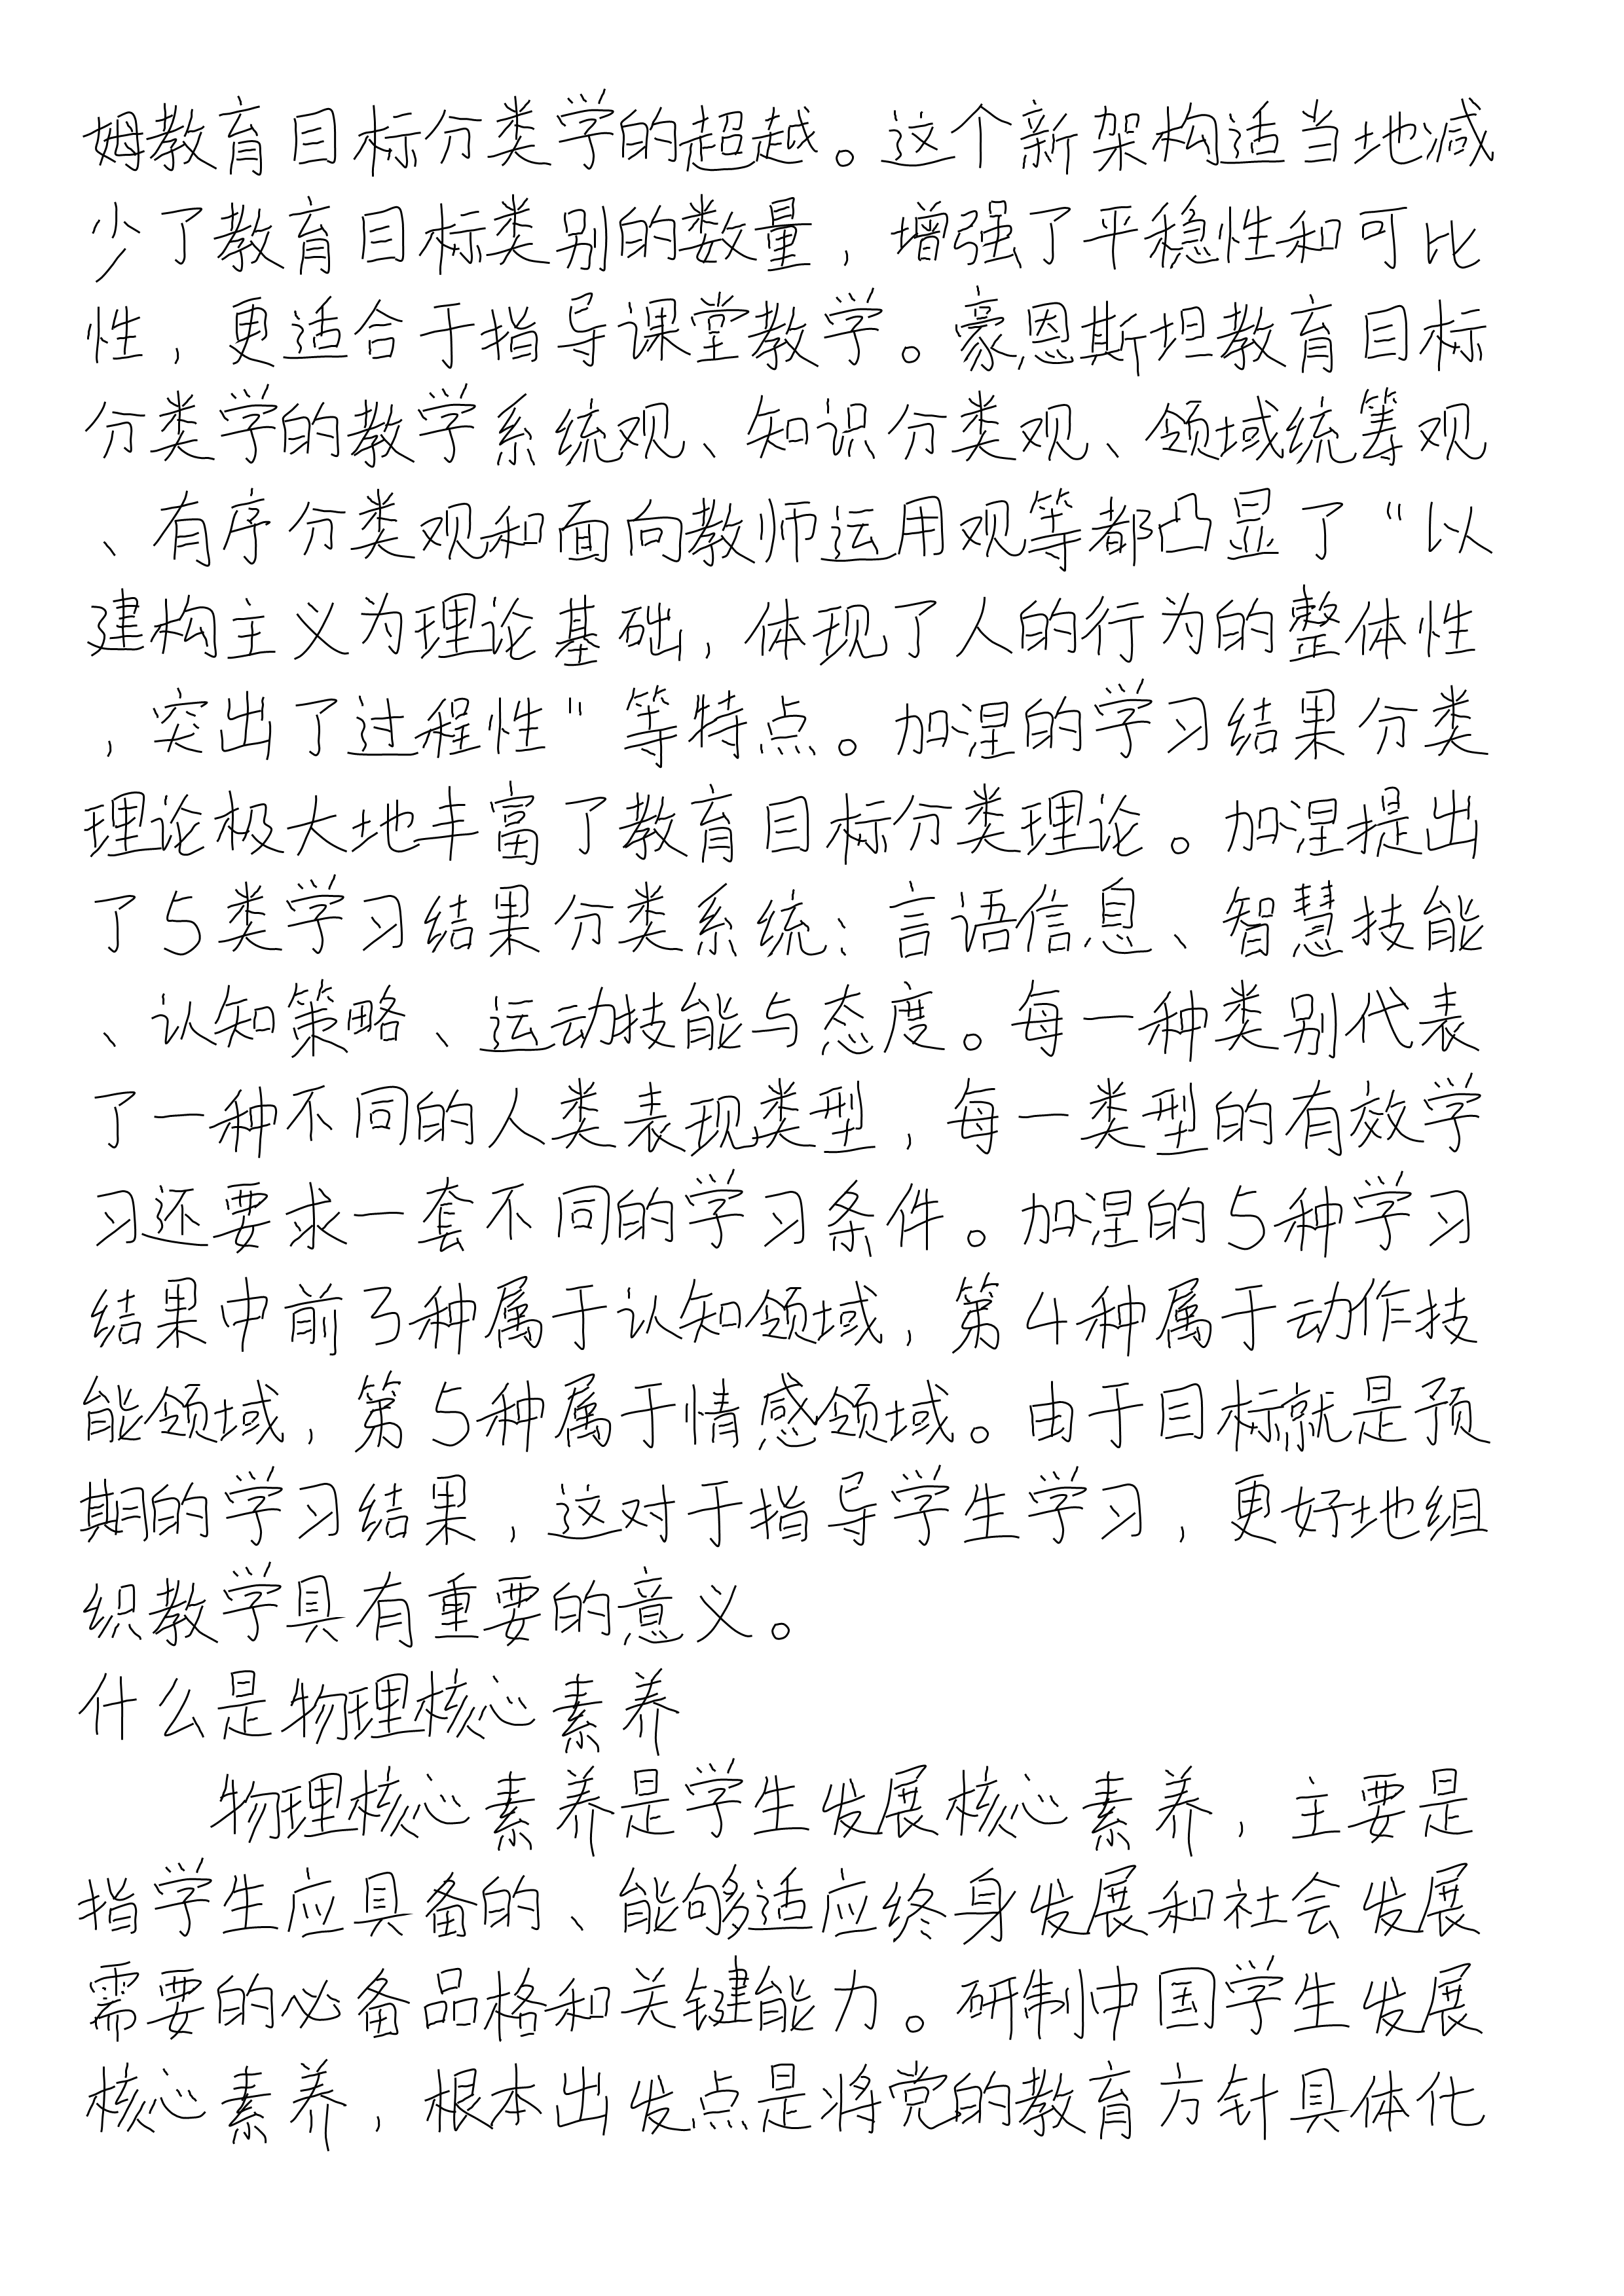 姆教育目标分类学的超越。这个新架构适当地减
少了教育目标类别的数量，增强了平稳性和可比
性，更适合于指导课堂教学。豪恩斯坦教育目标
分类学的教学系统观、知识分类观、领域统筹观
、有序分类观和面向教师运用观等都凸显了“以
建构主义为理论基础，体现了人的行为的整体性
，突出了过程性”等特点。加涅的学习结果分类
理论极大地丰富了教育目标分类理论。加涅提出
了5类学习结果分类系统：言语信息、智慧技能
、认知策略、运动技能与态度。每一种类别代表
了一种不同的人类表现类型，每一类型的有效学
习还要求一套不同的学习条件。加涅的5种学习
结果中前3种属于认知领域，第4种属于动作技
能领域，第5种属于情感领域。由于目标就是预
期的学习结果，这对于指导学生学习，更好地组
织教学具有重要的意义。
什么是物理核心素养
物理核心素养是学生发展核心素养，主要是
指学生应具备的、能够适应终身发展和社会发展
需要的必备品格和关键能力。研制中国学生发展
核心素养，根本出发点是将党的教育方针具体化